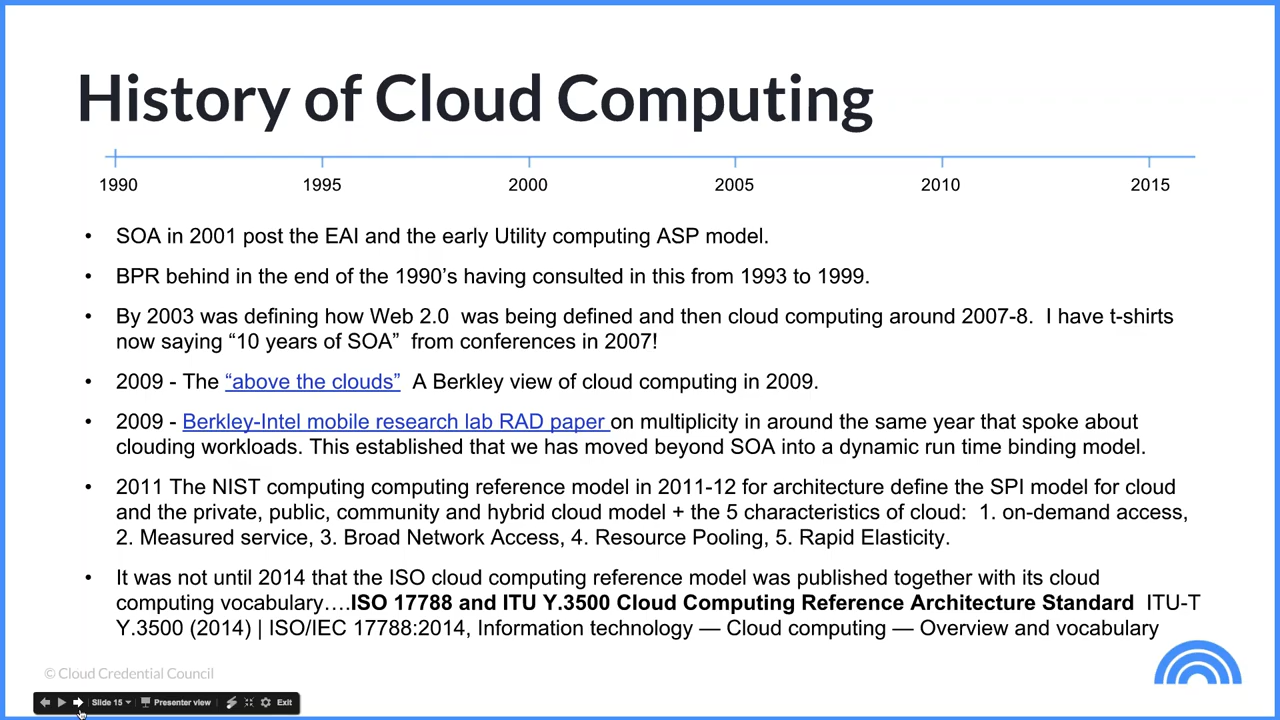 History of Cloud Computing
1990 1995 2000 2005 2010 2015
• SOA in 2001 post the EAI and the early Utility computing ASP model.
• BPR behind in the end of the 1990’s having consulted in this from 1993 to 1999.
• By 2003 was defining how Web 2.0  was being defined and then cloud computing around 2007-8.  I have t-shirts
now saying “10 years of SOA”  from conferences in 2007!
• 2009 - The “above the clouds”  A Berkley view of cloud computing in 2009.
• 2009 - Berkley-Intel mobile research lab RAD paper on multiplicity in around the same year that spoke about
clouding workloads. This established that we has moved beyond SOA into a dynamic run time binding model.
• 2011 The NIST computing computing reference model in 2011-12 for architecture define the SPI model for cloud
and the private, public, community and hybrid cloud model + the 5 characteristics of cloud:  1. on-demand access,
2. Measured service, 3. Broad Network Access, 4. Resource Pooling, 5. Rapid Elasticity.
• It was not until 2014 that the ISO cloud computing reference model was published together with its cloud
computing vocabulary….ISO 17788 and ITU Y.3500 Cloud Computing Reference Architecture Standard  ITU-T
Y.3500 (2014) | ISO/IEC 17788:2014, Information technology — Cloud computing — Overview and vocabulary
© Cloud Credential Council
Slide 15 Presenter view Exit